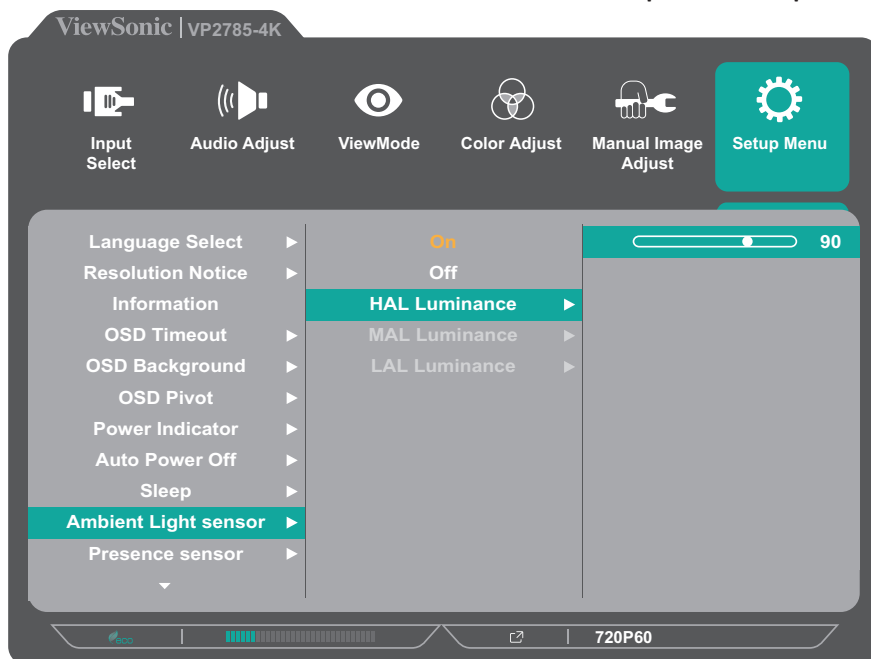 ViewSonic | VP2785-4K
Input
Select
Audio Adjust
ViewMode
Color Adjust
Manual Image
Adjust
Setup Menu
Language Select
Resolution Notice
Information
OSD Timeout
OSD Background
OSD Pivot
Power Indicator
Auto Power Off
Sleep
Ambient Light sensor
Presence sensor
On
Off
HAL Luminance
MAL Luminance
LAL Luminance
90
eco
720P60